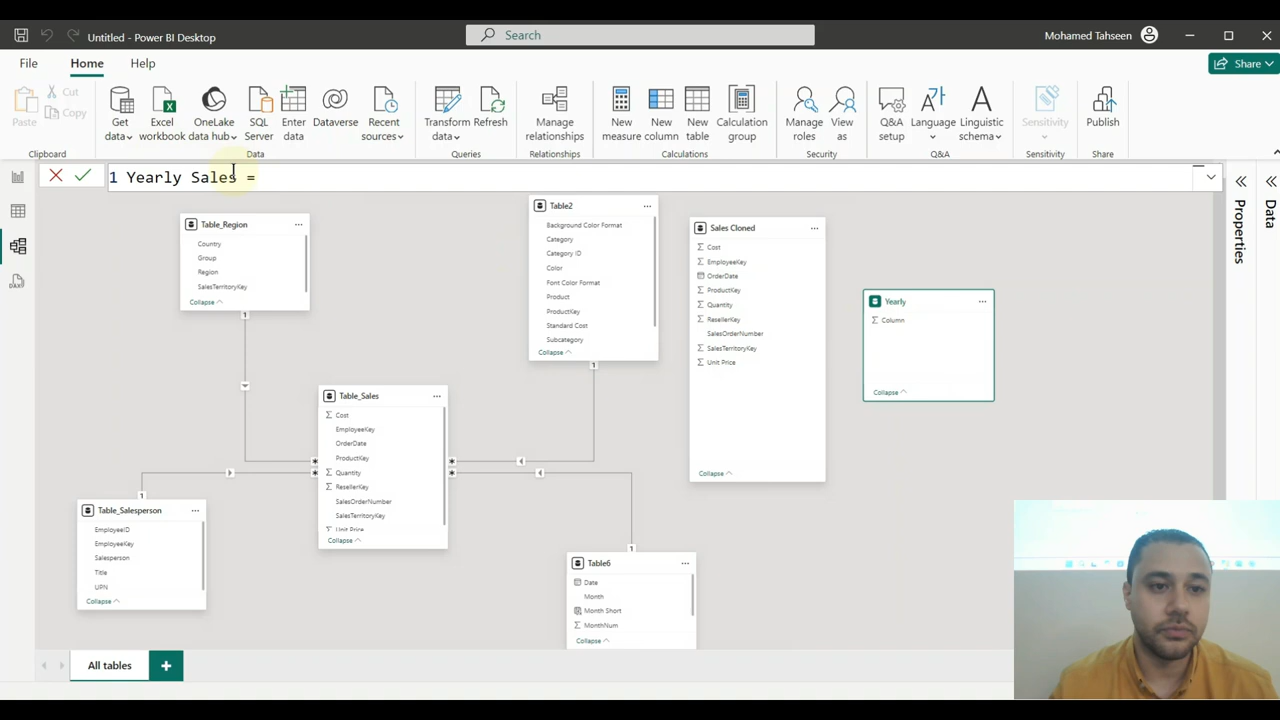 Untitled - Power BI Desktop
Search
Mohamed Tahseen
File
Home
Help
Share
Paste
Cut
Copy
Get data
Excel workbook
OneLake data hub
SQL Server
Enter data
Dataverse
Recent sources
Transform data
Refresh
Manage relationships
New measure
New column
New table
Calculation group
Manage roles
View as
Q&A setup
Language
Linguistic schema
Sensitivity
Publish
Clipboard
Data
Queries
Relationships
Calculations
Security
Q&A
Sensitivity
Share
1 Yearly Sales =
Properties
Data
Table_Region
Country
Group
Region
SalesTerritoryKey
Collapse
1
Table2
Background Color Format
Category
Category ID
Color
Font Color Format
Product
ProductKey
Standard Cost
Subcategory
Collapse
1
Sales Cloned
Cost
EmployeeKey
OrderDate
ProductKey
Quantity
ResellerKey
SalesOrderNumber
SalesTerritoryKey
Unit Price
Collapse
Yearly
Column
Collapse
Table_Sales
Cost
EmployeeKey
OrderDate
ProductKey
Quantity
ResellerKey
SalesOrderNumber
SalesTerritoryKey
Unit Price
Collapse
1
Table_Salesperson
EmployeeID
EmployeeKey
Salesperson
Title
UPN
Collapse
1
Table6
Date
Month
Month Short
MonthNum
Collapse
All tables